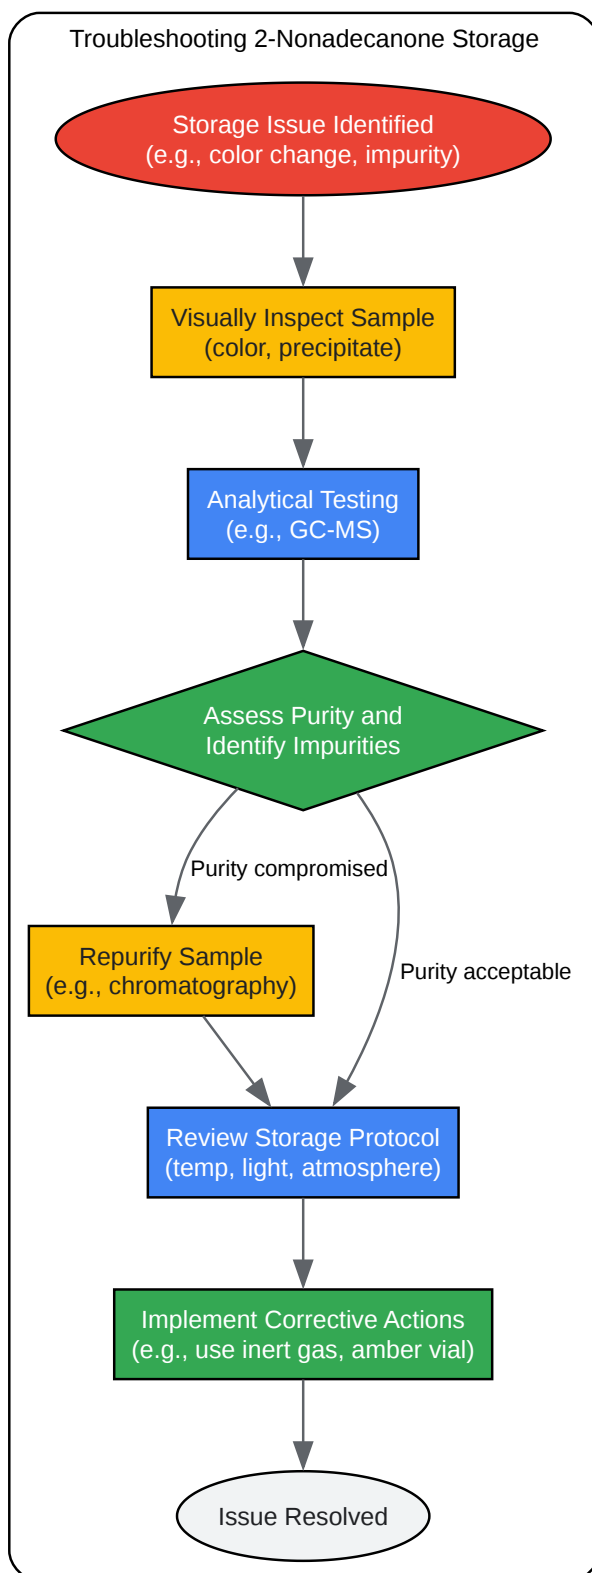 Troubleshooting 2-Nonadecanone Storage
Storage Issue Identified
(e.g., color change, impurity)
Visually Inspect Sample
(color, precipitate)
Analytical Testing
(e.g., GC-MS)
Assess Purity and
Identify Impurities
Purity compromised
Repurify Sample
(e.g., chromatography)
Purity acceptable
Review Storage Protocol
(temp, light, atmosphere)
Implement Corrective Actions
(e.g., use inert gas, amber vial)
Issue Resolved